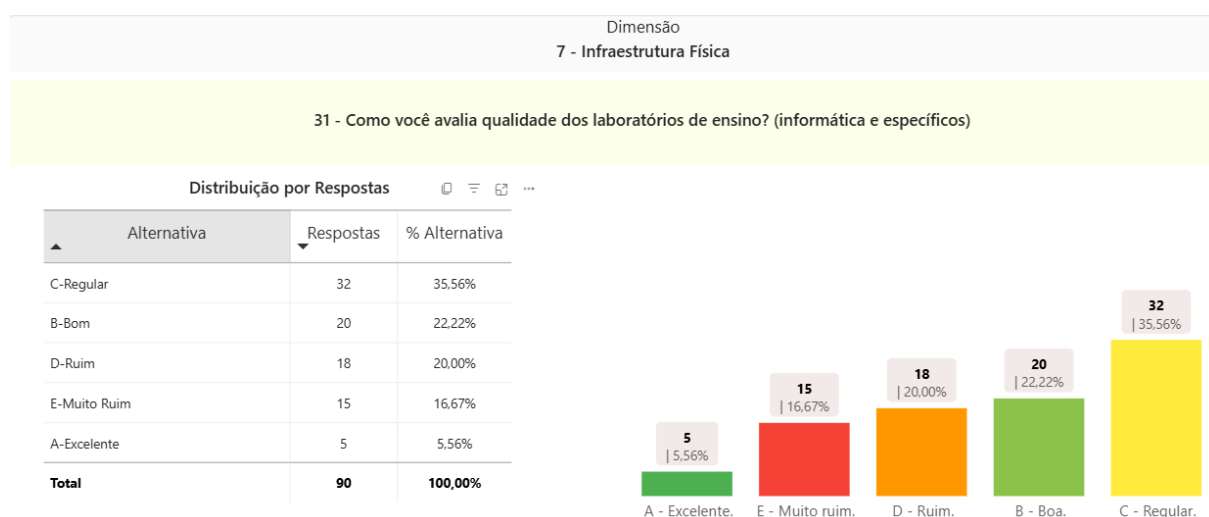 Dimensão
7 - Infraestrutura Física
31 - Como você avalia qualidade dos laboratórios de ensino? (informática e específicos)
Distribuição por Respostas
Alternativa Respostas % Alternativa
C-Regular 32 35,56%
B-Bom 20 22,22%
D-Ruim 18 20,00%
E-Muito Ruim 15 16,67%
A-Excelente 5 5,56%
Total 90 100,00%
5
| 5,56%
15
| 16,67%
18
| 20,00%
20
| 22,22%
32
| 35,56%
A - Excelente. E - Muito ruim. D - Ruim. B - Boa. C - Regular.